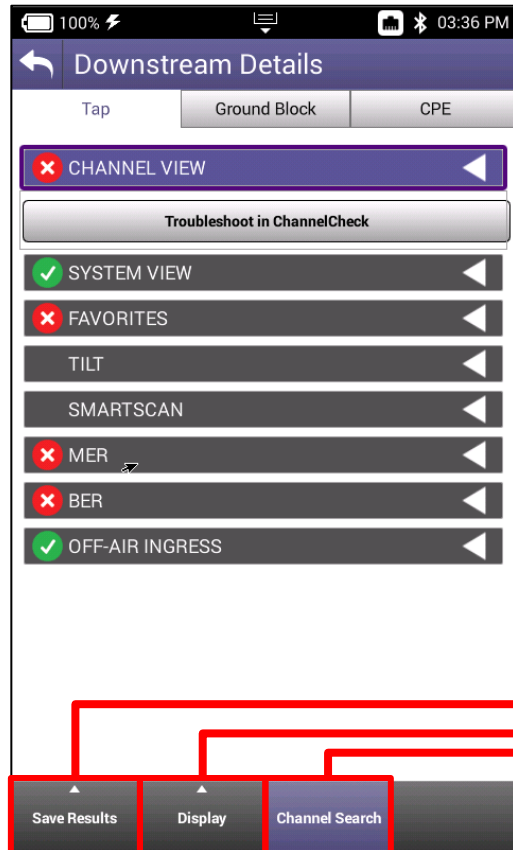 100% 03:36 PM
Downstream Details
Tap Ground Block CPE
CHANNEL VIEW
Troubleshoot in ChannelCheck
SYSTEM VIEW
FAVORITES
TILT
SMARTSCAN
MER
BER
OFF-AIR INGRESS
Save Results Display Channel Search